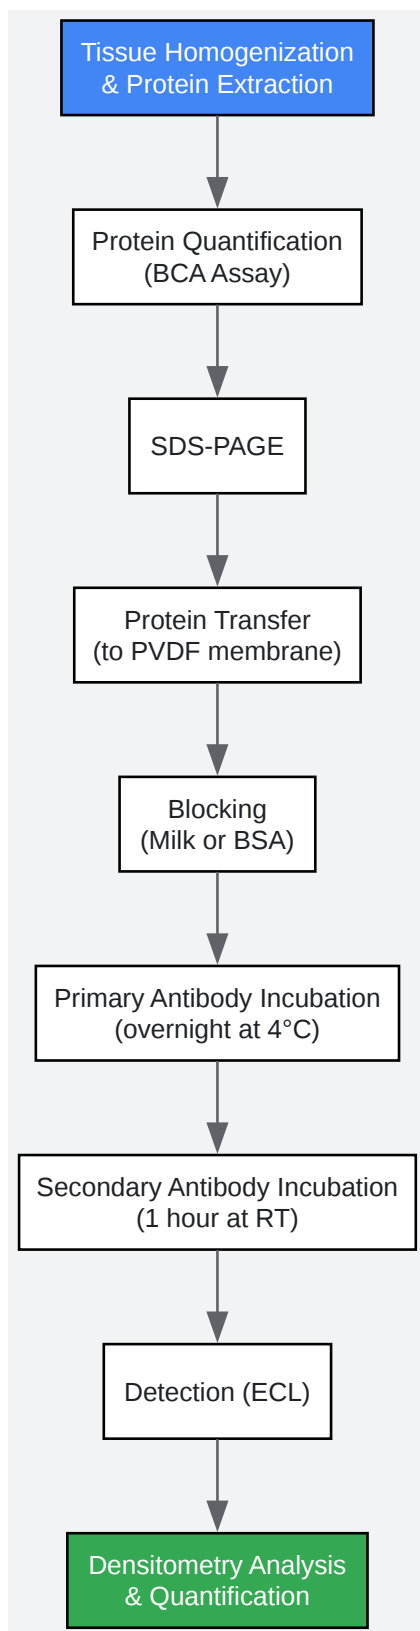 Tissue Homogenization
& Protein Extraction
Protein Quantification
(BCA Assay)
SDS-PAGE
Protein Transfer
(to PVDF membrane)
Blocking
(Milk or BSA)
Primary Antibody Incubation
(overnight at 4°C)
Secondary Antibody Incubation
(1 hour at RT)
Detection (ECL)
Densitometry Analysis
& Quantification